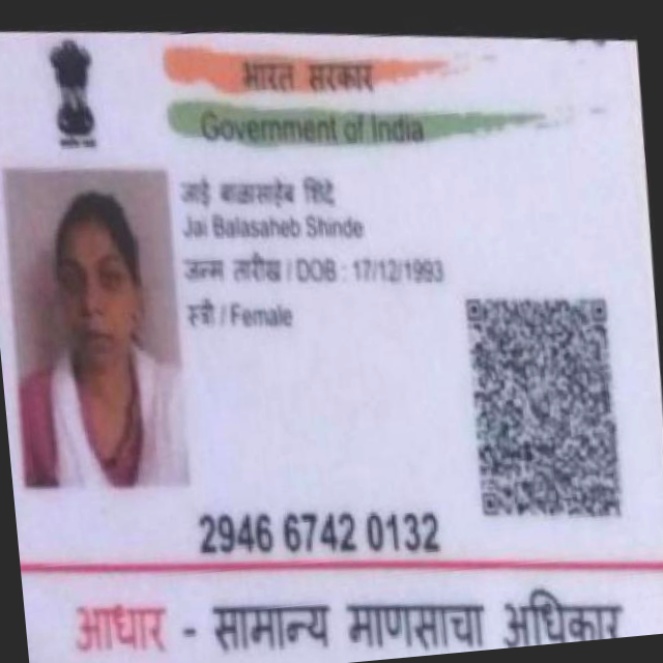 भारत सरकार
Government of India
जाई बाळासाहेब शिंदे
Jai Balasaheb Shinde
जन्म तारीख / DOB : 17/12/1993
स्त्री / Female
2946 6742 0132
आधार - सामान्य माणसाचा अधिकार